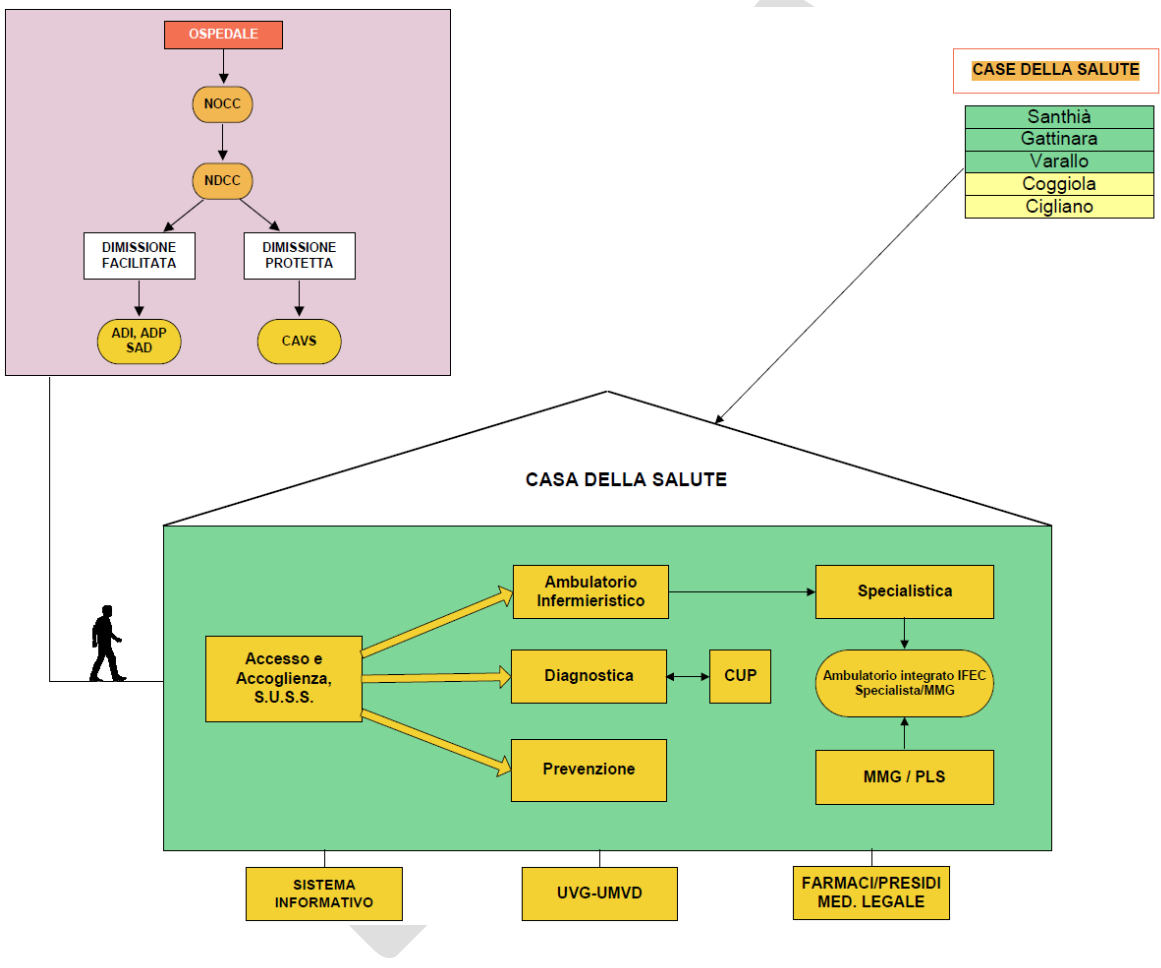 OSPEDALE
NOCC
NDCC
DIMISSIONE
FACILITATA
DIMISSIONE
PROTETTA
ADI, ADP
SAD
CAVS
CASE DELLA SALUTE
Santhià
Gattinara
Varallo
Coggiola
Cigliano
CASA DELLA SALUTE
Accesso e
Accoglienza,
S.U.S.S.
Ambulatorio
Infermieristico
Diagnostica
CUP
Prevenzione
Specialistica
Ambulatorio integrato IFEC
Specialista/MMG
MMG / PLS
SISTEMA
INFORMATIVO
UVG-UMVD
FARMACI/PRESIDI
MED. LEGALE